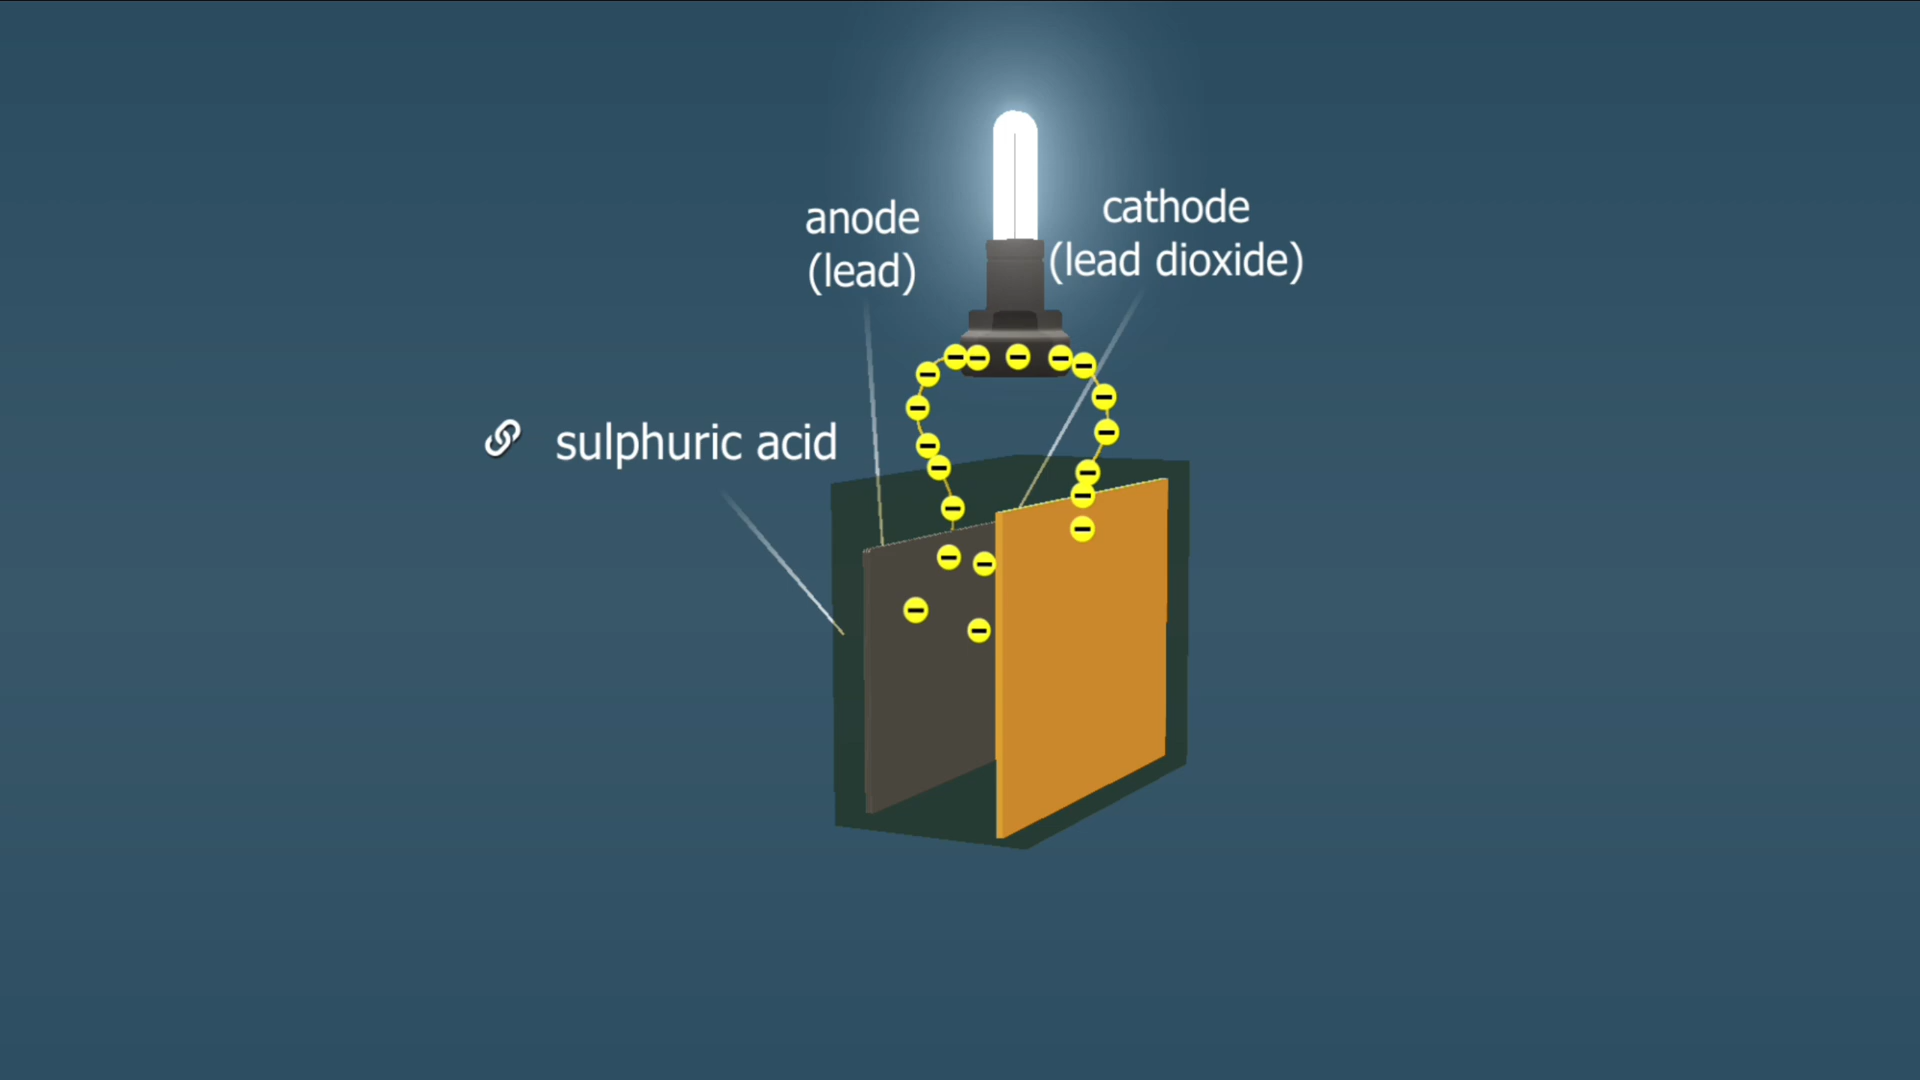 anode
(lead)
cathode
(lead dioxide)
sulphuric acid